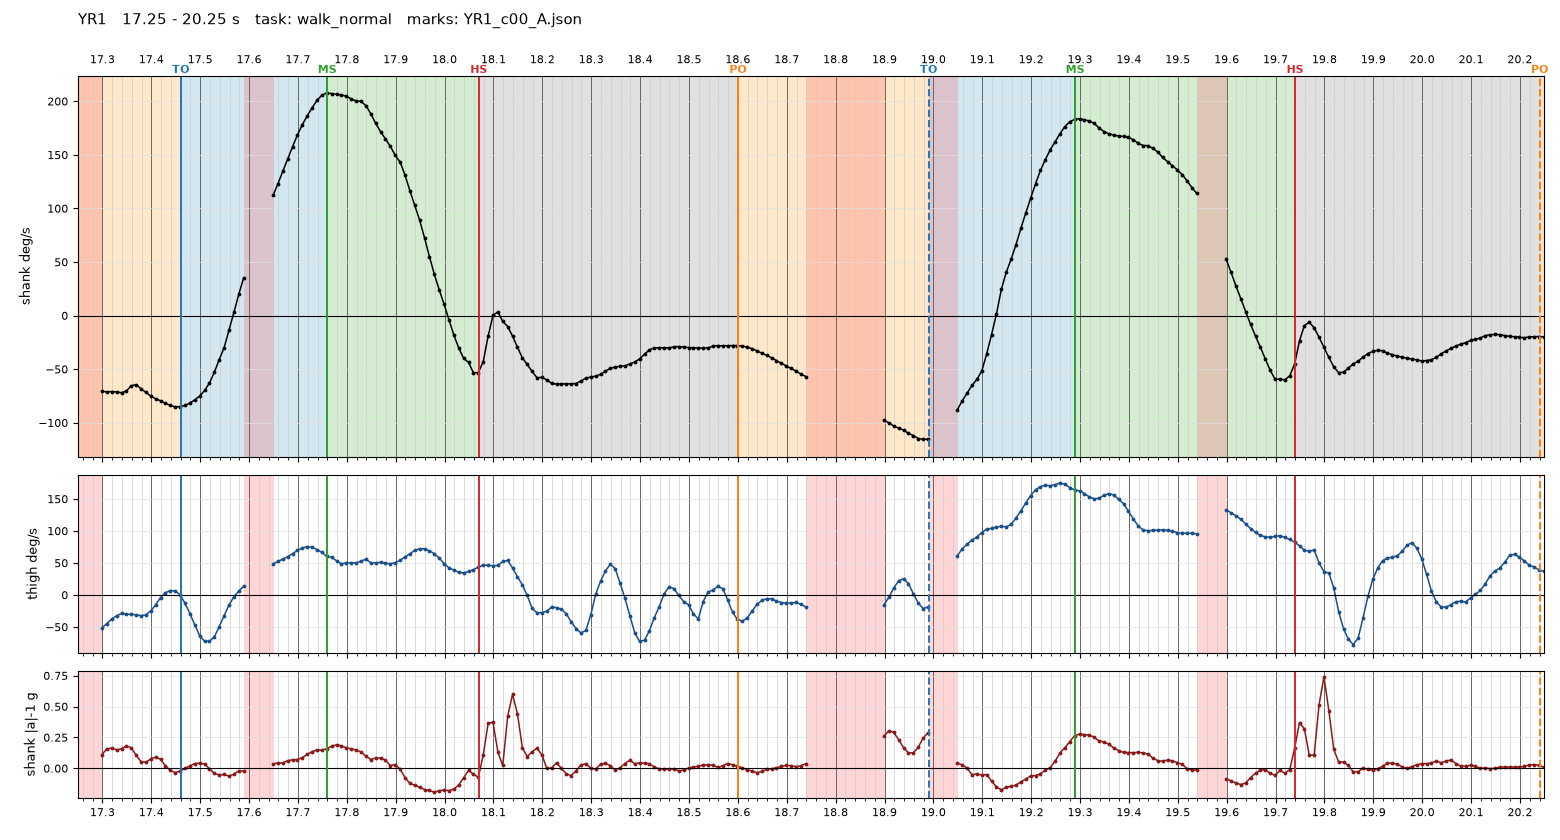 YR1   17.25 - 20.25 s   task: walk_normal   marks: YR1_c00_A.json
17.3 17.4 17.5 17.6 17.7 17.8 17.9 18.0 18.1 18.2 18.3 18.4 18.5 18.6 18.7 18.8 18.9 19.0 19.1 19.2 19.3 19.4 19.5 19.6 19.7 19.8 19.9 20.0 20.1 20.2
TO MS HS PO TO MS HS PO
shank deg/s
200
150
100
50
0
−50
−100
thigh deg/s
150
100
50
0
−50
shank |a|-1 g
0.75
0.50
0.25
0.00
17.3 17.4 17.5 17.6 17.7 17.8 17.9 18.0 18.1 18.2 18.3 18.4 18.5 18.6 18.7 18.8 18.9 19.0 19.1 19.2 19.3 19.4 19.5 19.6 19.7 19.8 19.9 20.0 20.1 20.2